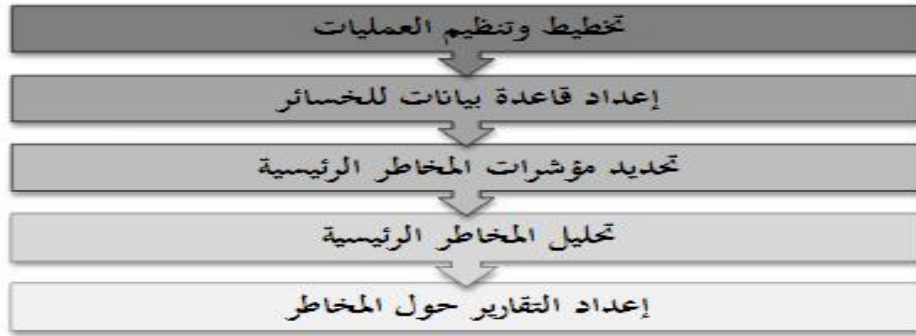 تخطيط وتنظيم العمليات
إعداد قاعدة بيانات للخسائر
تحديد مؤشرات المخاطر الرئيسية
تحليل المخاطر الرئيسية
إعداد التقارير حول المخاطر